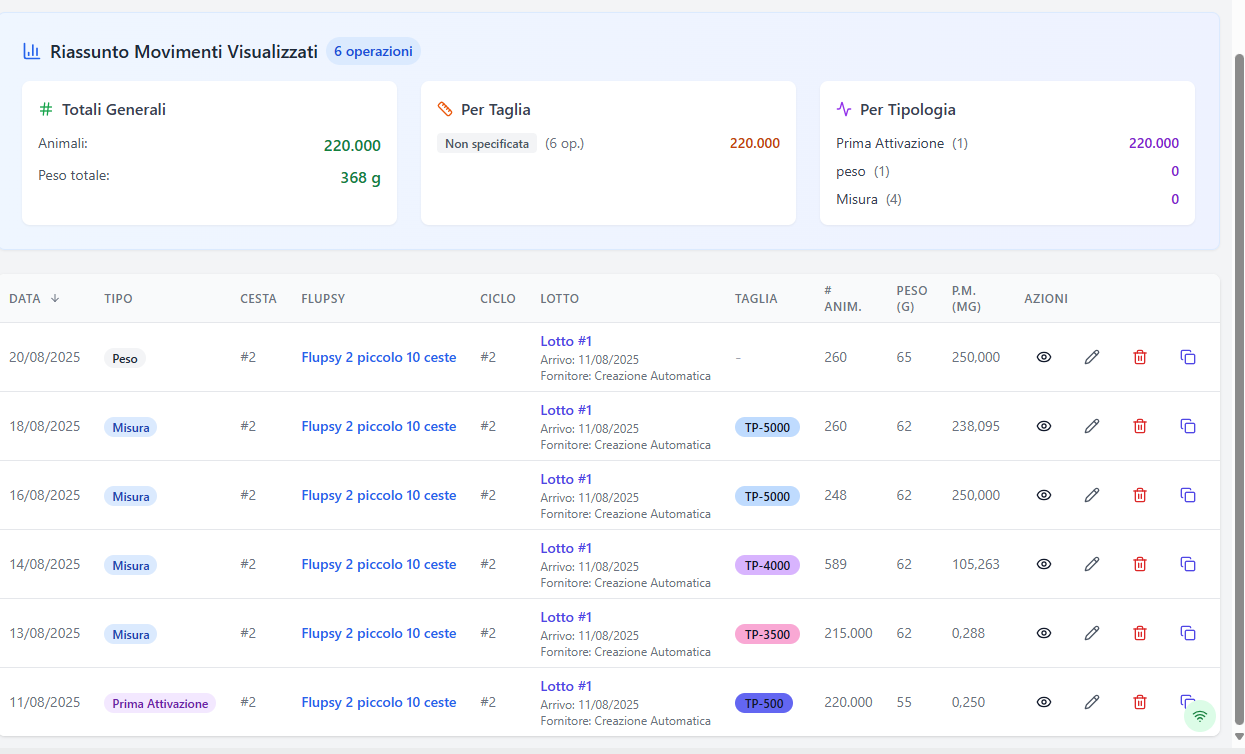 Riassunto Movimenti Visualizzati 6 operazioni
Totali Generali
Animali: 220.000
Peso totale: 368 g
Per Taglia
Non specificata (6 op.) 220.000
Per Tipologia
Prima Attivazione (1) 220.000
peso (1) 0
Misura (4) 0
DATA ↓ TIPO CESTA FLUPSY CICLO LOTTO TAGLIA # ANIM. PESO (G) P.M. (MG) AZIONI
20/08/2025 Peso #2 Flupsy 2 piccolo 10 ceste #2 Lotto #1 - 260 65 250,000
Arrivo: 11/08/2025
Fornitore: Creazione Automatica
18/08/2025 Misura #2 Flupsy 2 piccolo 10 ceste #2 Lotto #1 TP-5000 260 62 238,095
Arrivo: 11/08/2025
Fornitore: Creazione Automatica
16/08/2025 Misura #2 Flupsy 2 piccolo 10 ceste #2 Lotto #1 TP-5000 248 62 250,000
Arrivo: 11/08/2025
Fornitore: Creazione Automatica
14/08/2025 Misura #2 Flupsy 2 piccolo 10 ceste #2 Lotto #1 TP-4000 589 62 105,263
Arrivo: 11/08/2025
Fornitore: Creazione Automatica
13/08/2025 Misura #2 Flupsy 2 piccolo 10 ceste #2 Lotto #1 TP-3500 215.000 62 0,288
Arrivo: 11/08/2025
Fornitore: Creazione Automatica
11/08/2025 Prima Attivazione #2 Flupsy 2 piccolo 10 ceste #2 Lotto #1 TP-500 220.000 55 0,250
Arrivo: 11/08/2025
Fornitore: Creazione Automatica